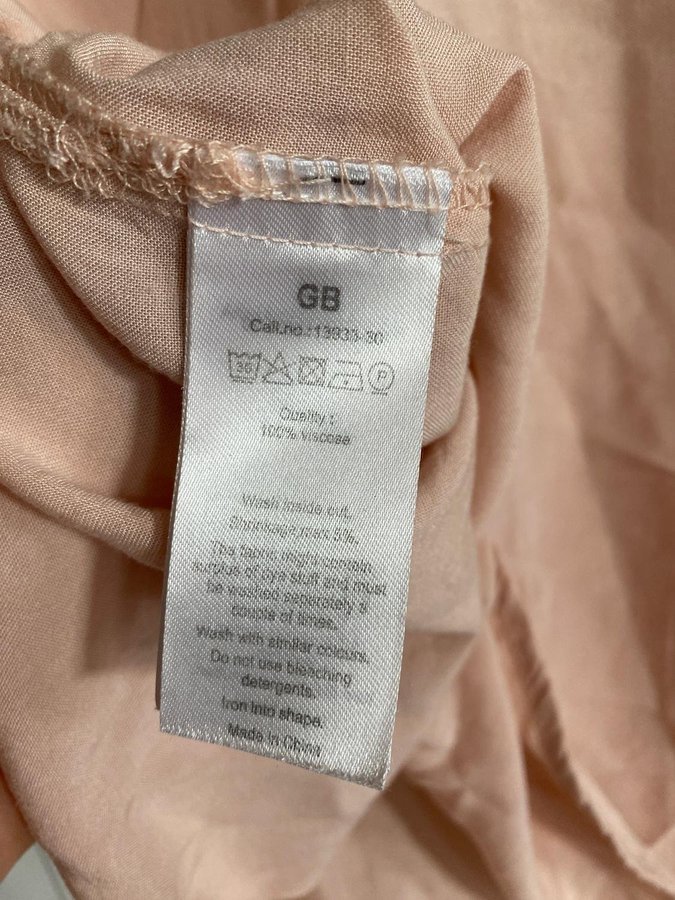 GB
Call.no.:13933-30
30 P
Quality :
100% viscose
Wash inside out.
Shrinkage max 5%.
The fabric might contain
surplus of dye stuff and must
be washed separately a
couple of times.
Wash with similar colours.
Do not use bleaching
detergents.
Iron into shape.
Made in China